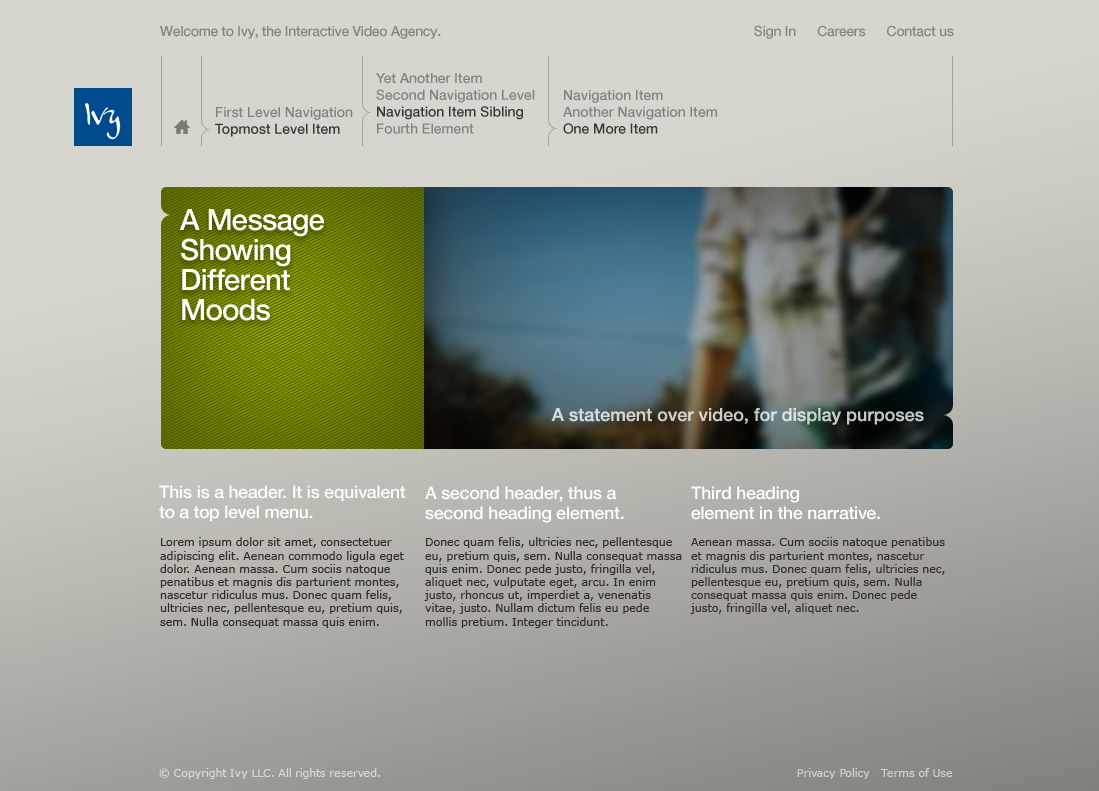 Welcome to Ivy, the Interactive Video Agency.
Sign In Careers Contact us
Ivy
First Level Navigation
Topmost Level Item
Yet Another Item
Second Navigation Level
Navigation Item Sibling
Fourth Element
Navigation Item
Another Navigation Item
One More Item
A Message
Showing
Different
Moods
A statement over video, for display purposes
This is a header. It is equivalent
to a top level menu.
Lorem ipsum dolor sit amet, consectetuer
adipiscing elit. Aenean commodo ligula eget
dolor. Aenean massa. Cum sociis natoque
penatibus et magnis dis parturient montes,
nascetur ridiculus mus. Donec quam felis,
ultricies nec, pellentesque eu, pretium quis,
sem. Nulla consequat massa quis enim.
A second header, thus a
second heading element.
Donec quam felis, ultricies nec, pellentesque
eu, pretium quis, sem. Nulla consequat massa
quis enim. Donec pede justo, fringilla vel,
aliquet nec, vulputate eget, arcu. In enim
justo, rhoncus ut, imperdiet a, venenatis
vitae, justo. Nullam dictum felis eu pede
mollis pretium. Integer tincidunt.
Third heading
element in the narrative.
Aenean massa. Cum sociis natoque penatibus
et magnis dis parturient montes, nascetur
ridiculus mus. Donec quam felis, ultricies nec,
pellentesque eu, pretium quis, sem. Nulla
consequat massa quis enim. Donec pede
justo, fringilla vel, aliquet nec.
© Copyright Ivy LLC. All rights reserved.
Privacy Policy Terms of Use